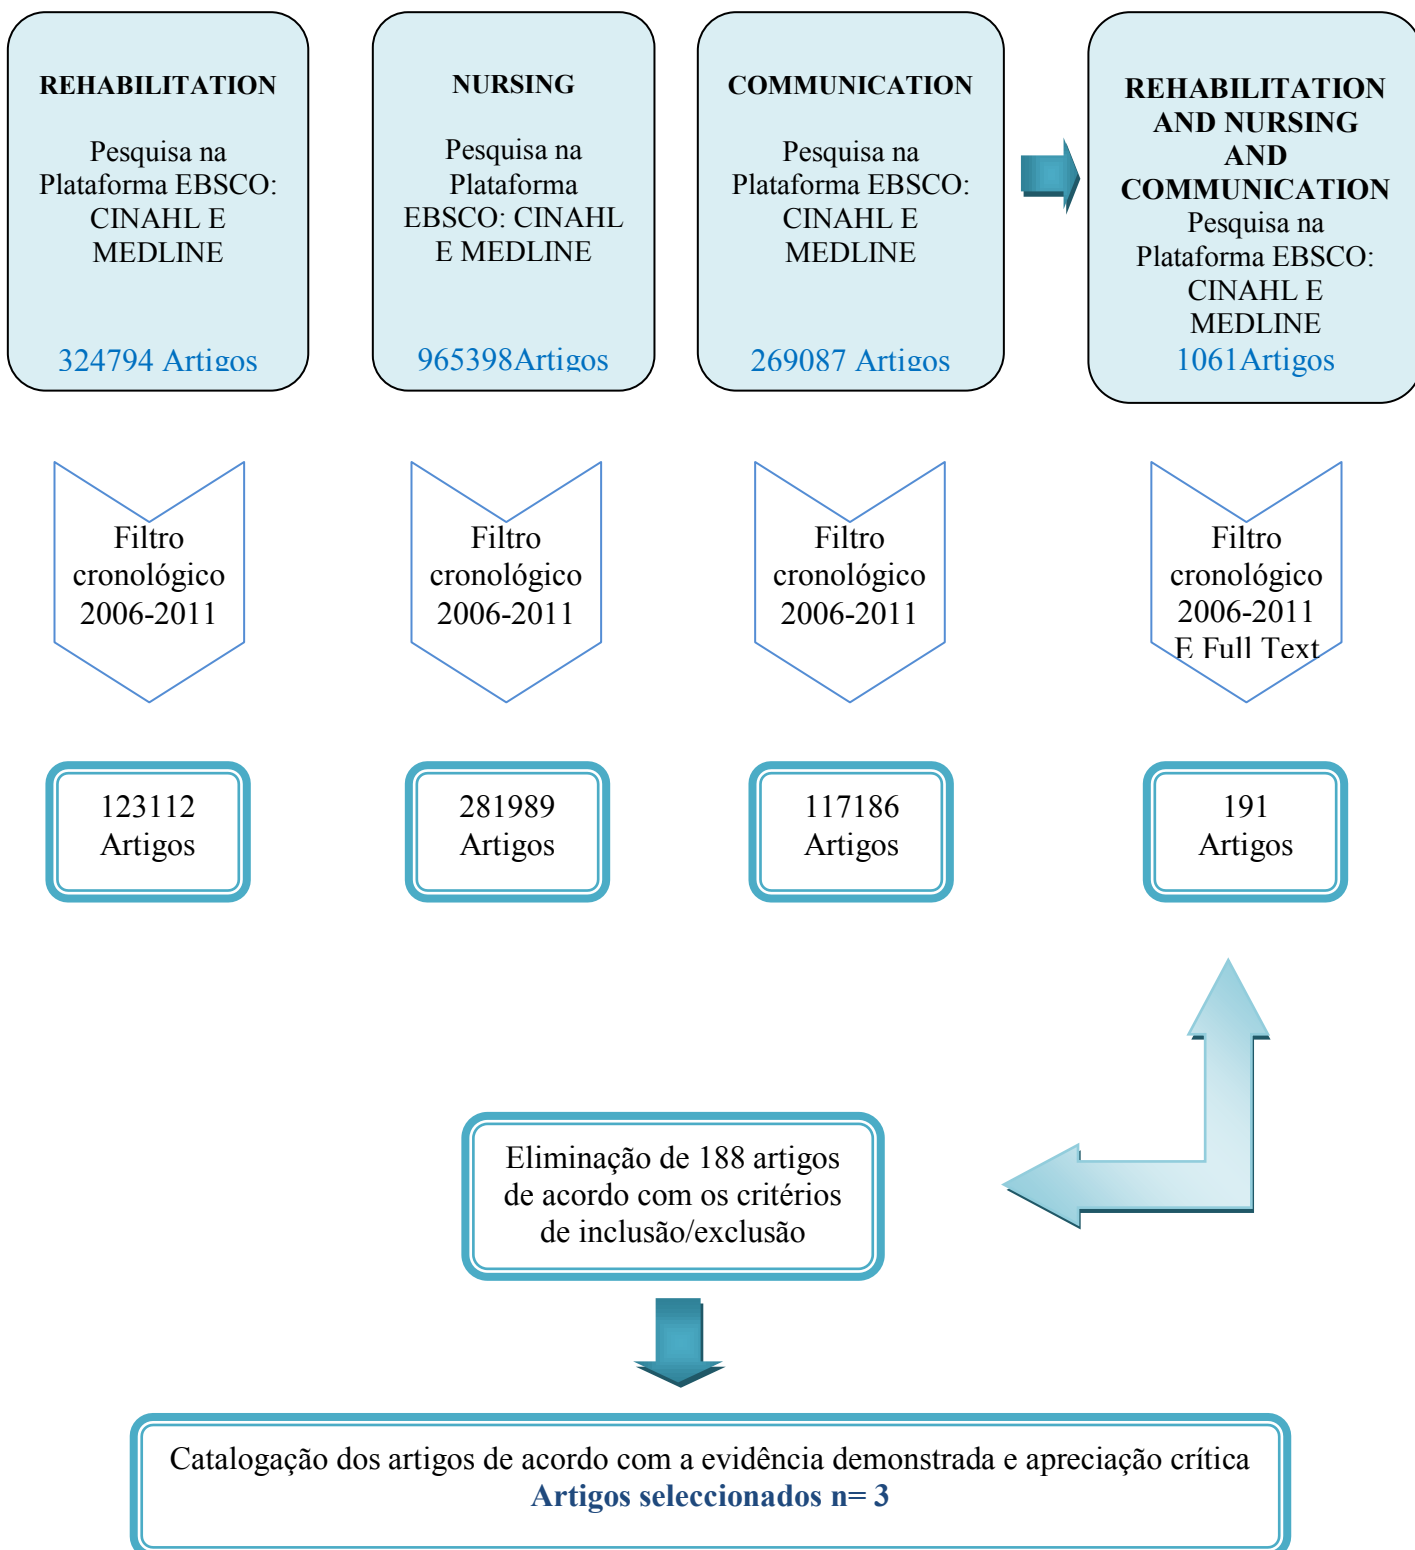 REHABILITATION
Pesquisa na
Plataforma EBSCO:
CINAHL E
MEDLINE
324794 Artigos
NURSING
Pesquisa na
Plataforma
EBSCO: CINAHL
E MEDLINE
965398Artigos
COMMUNICATION
Pesquisa na
Plataforma EBSCO:
CINAHL E
MEDLINE
269087 Artigos
REHABILITATION
AND NURSING
AND
COMMUNICATION
Pesquisa na
Plataforma EBSCO:
CINAHL E
MEDLINE
1061Artigos
Filtro
cronológico
2006-2011
Filtro
cronológico
2006-2011
Filtro
cronológico
2006-2011
Filtro
cronológico
2006-2011
E Full Text
123112
Artigos
281989
Artigos
117186
Artigos
191
Artigos
Eliminação de 188 artigos
de acordo com os critérios
de inclusão/exclusão
Catalogação dos artigos de acordo com a evidência demonstrada e apreciação crítica
Artigos seleccionados n= 3